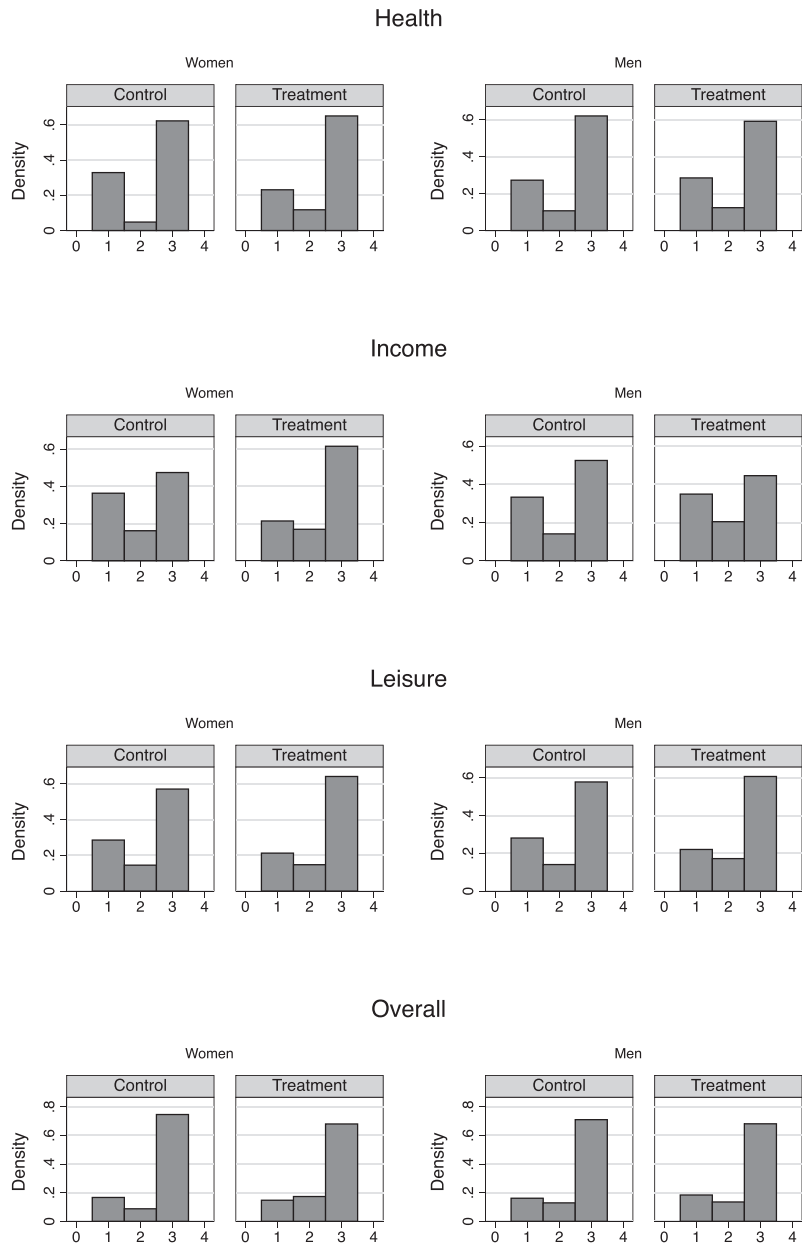 Health
Women Men
Control Treatment Control Treatment
Density .6 .4 .2 0 Density .6 .4 .2 0
0 1 2 3 4 0 1 2 3 4 0 1 2 3 4 0 1 2 3 4
Income
Women Men
Control Treatment Control Treatment
Density .6 .4 .2 0 Density .6 .4 .2 0
0 1 2 3 4 0 1 2 3 4 0 1 2 3 4 0 1 2 3 4
Leisure
Women Men
Control Treatment Control Treatment
Density .6 .4 .2 0 Density .6 .4 .2 0
0 1 2 3 4 0 1 2 3 4 0 1 2 3 4 0 1 2 3 4
Overall
Women Men
Control Treatment Control Treatment
Density .8 .6 .4 .2 0 Density .8 .6 .4 .2 0
0 1 2 3 4 0 1 2 3 4 0 1 2 3 4 0 1 2 3 4